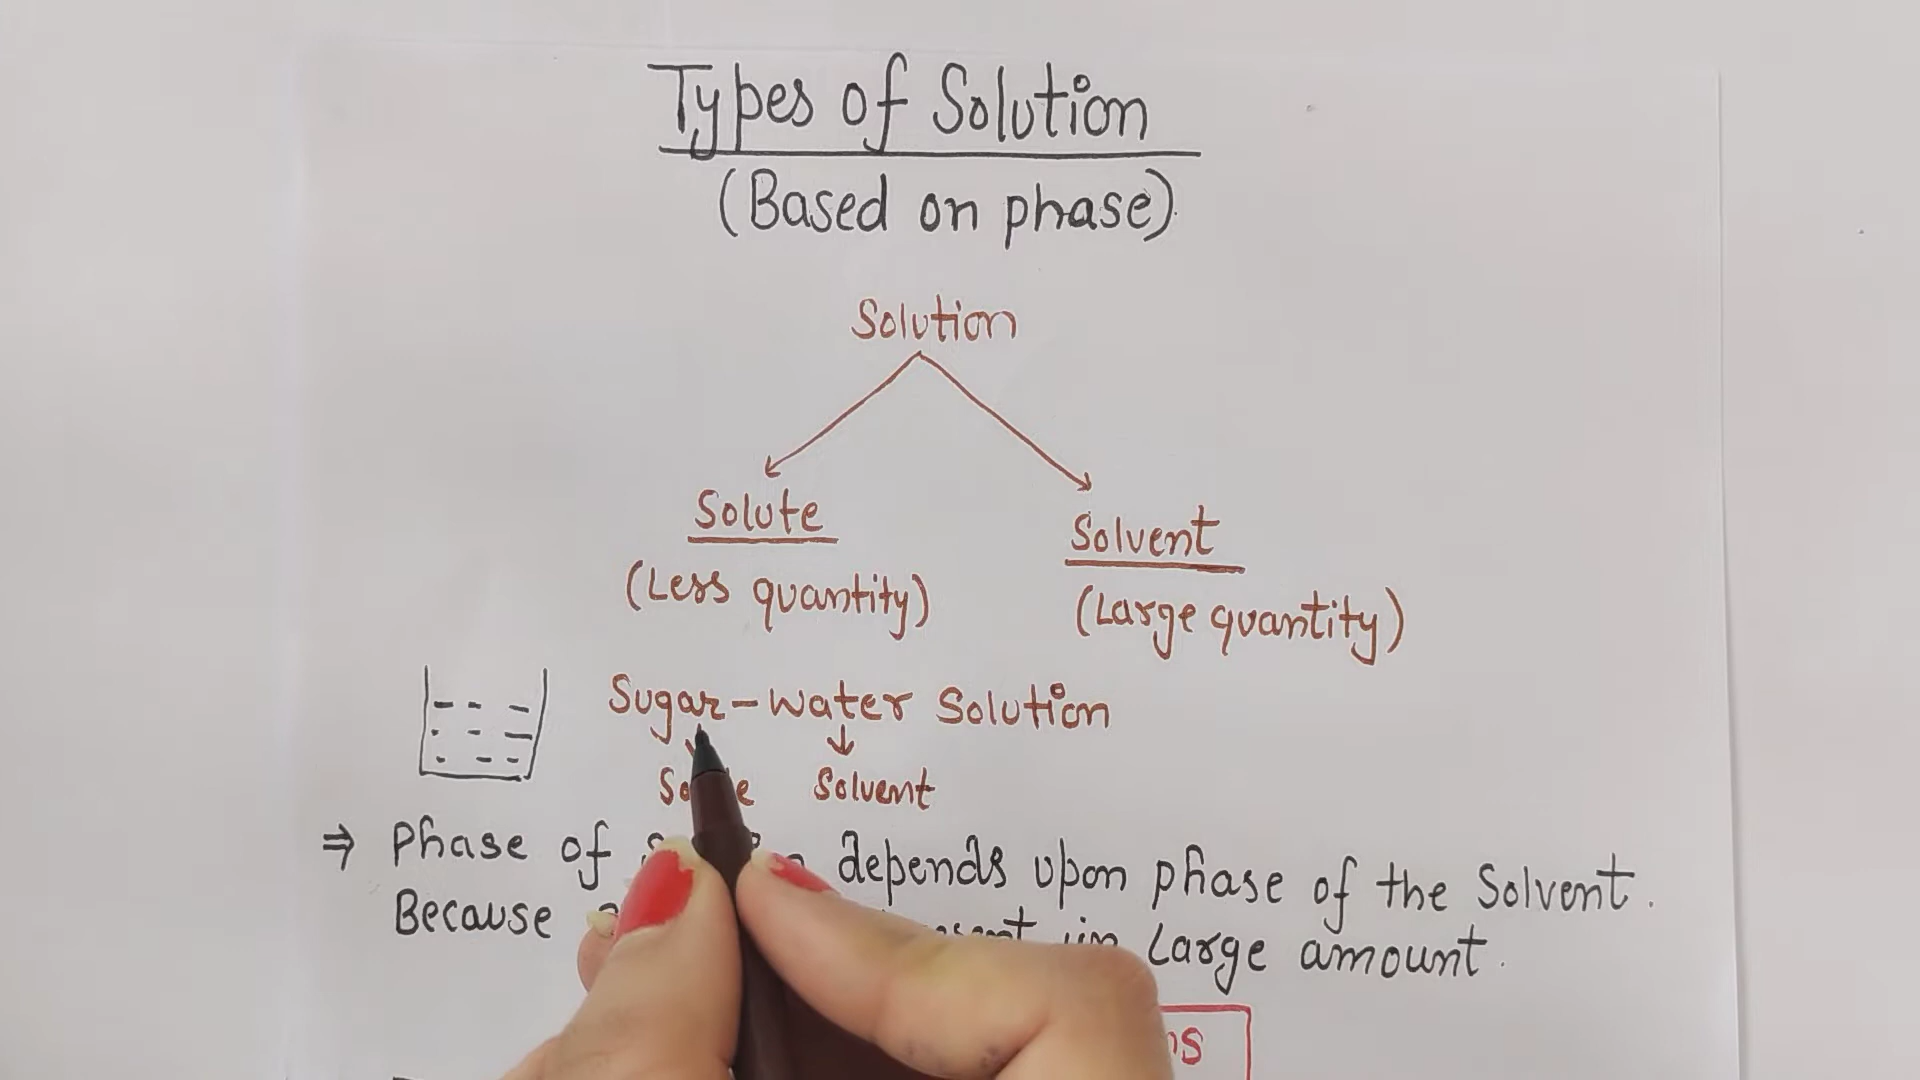 Types of Solution
(Based on phase)
Solution
Solute
Solvent
(Less quantity)
(Large quantity)
Sugar-Water Solution
Solvent
⇒ Phase of depends upon phase of the Solvent.
Because in Large amount.